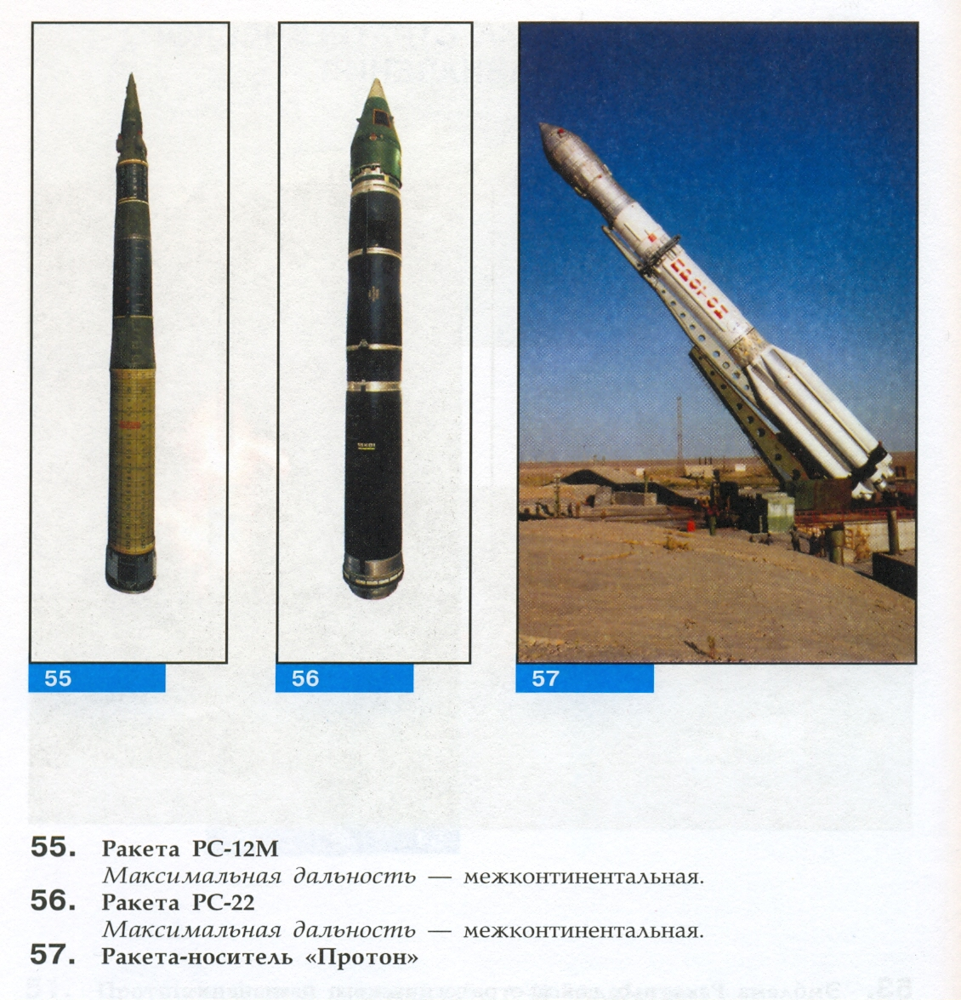 ПРОТОН
55
56
57
55. Ракета РС-12М
Максимальная дальность — межконтинентальная.
56. Ракета РС-22
Максимальная дальность — межконтинентальная.
57. Ракета-носитель «Протон»